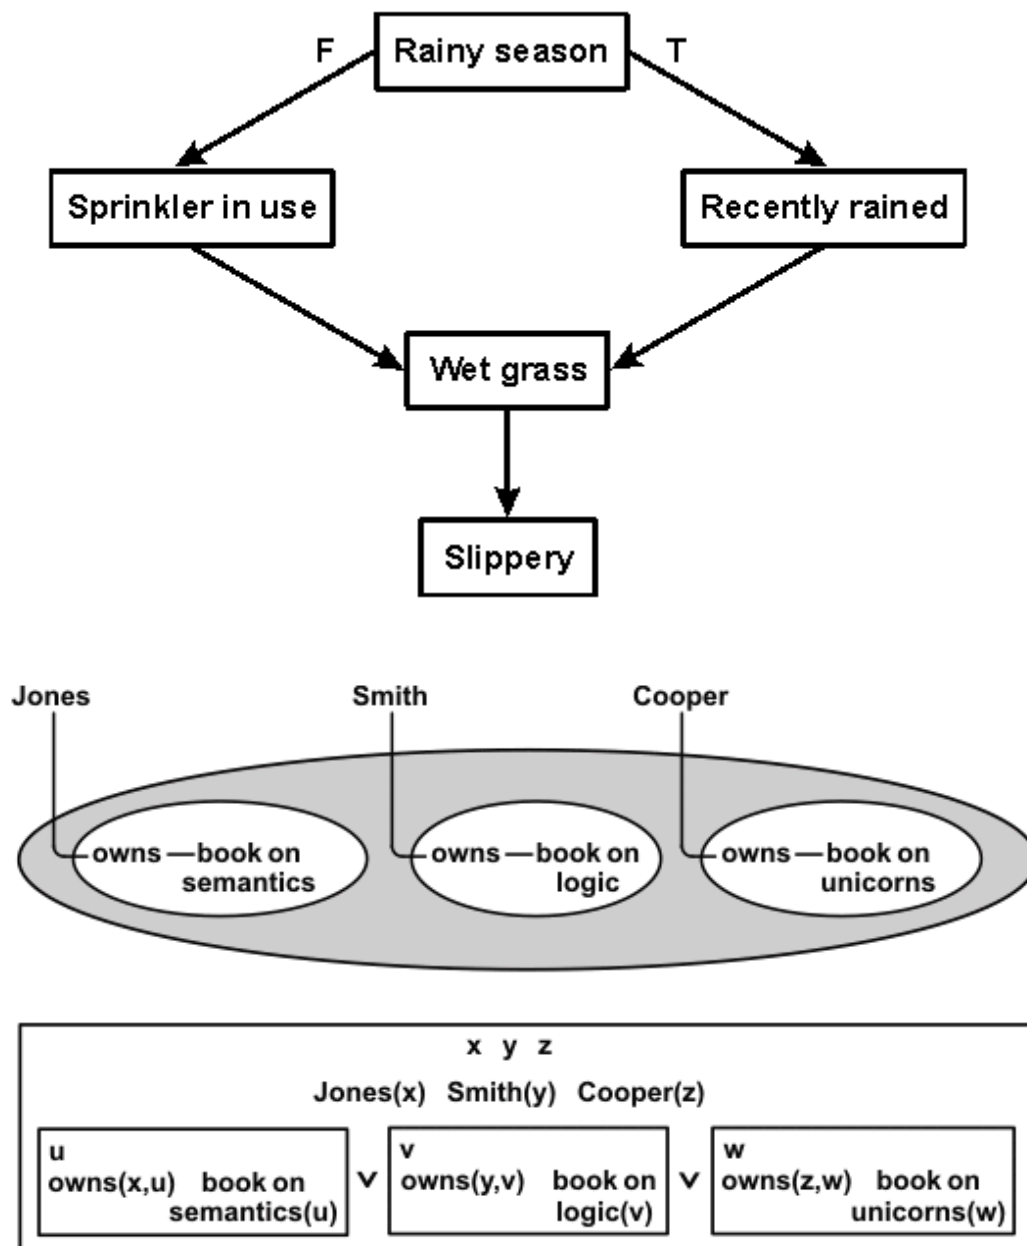 F Rainy season T
Sprinkler in use Recently rained
Wet grass
Slippery
Jones Smith Cooper
owns book on owns book on owns book on
semantics logic unicorns
x y z
Jones(x) Smith(y) Cooper(z)
u v w
owns(x,u) book on ∨ owns(y,v) book on ∨ owns(z,w) book on
semantics(u) logic(v) unicorns(w)